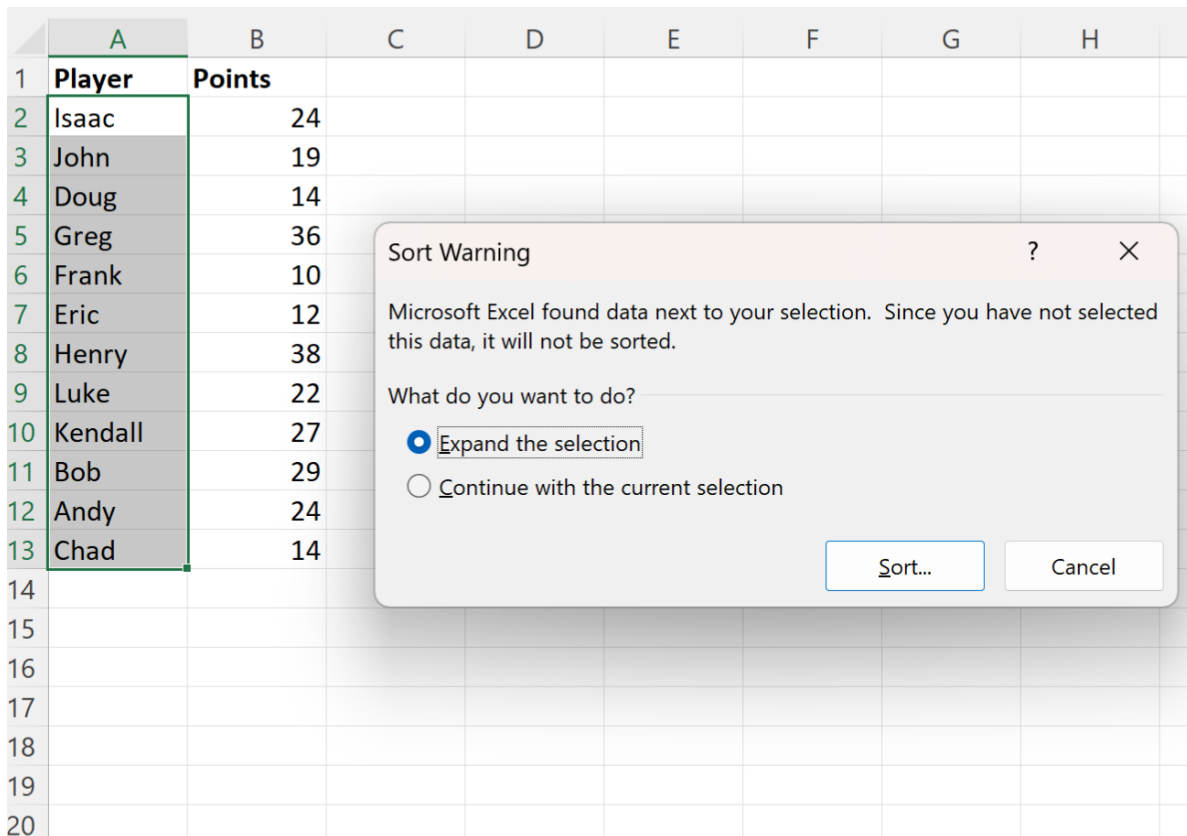 A B C D E F G H
1 Player Points
2 Isaac 24
3 John 19
4 Doug 14
5 Greg 36
6 Frank 10
7 Eric 12
8 Henry 38
9 Luke 22
10 Kendall 27
11 Bob 29
12 Andy 24
13 Chad 14
14
15
16
17
18
19
20
Sort Warning ? ×
Microsoft Excel found data next to your selection. Since you have not selected
this data, it will not be sorted.
What do you want to do?
Expand the selection
Continue with the current selection
Sort... Cancel